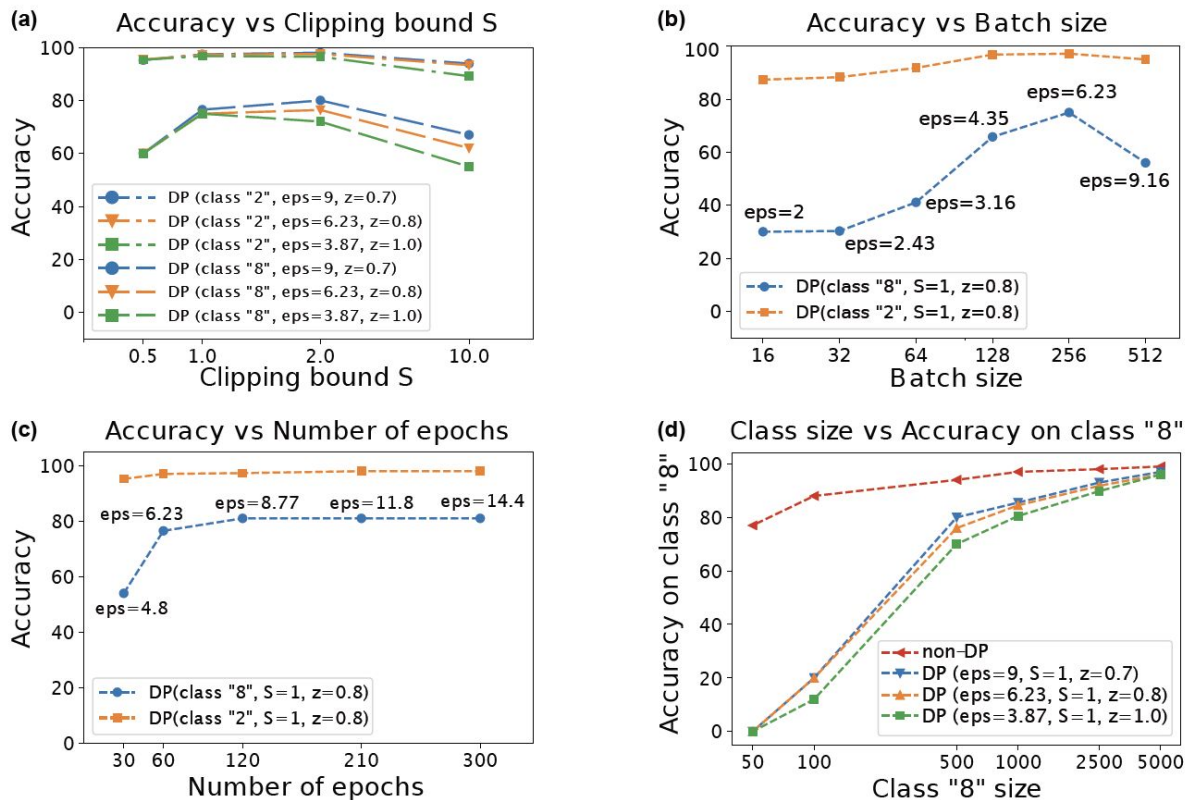 (a)
Accuracy vs Clipping bound S
100
80
60
40
20
0
Accuracy
DP (class "2", eps=9, z=0.7)
DP (class "2", eps=6.23, z=0.8)
DP (class "2", eps=3.87, z=1.0)
DP (class "8", eps=9, z=0.7)
DP (class "8", eps=6.23, z=0.8)
DP (class "8", eps=3.87, z=1.0)
0.5 1.0 2.0 10.0
Clipping bound S
(b)
Accuracy vs Batch size
100
80
60
40
20
0
Accuracy
eps=2
eps=2.43
eps=3.16
eps=4.35
eps=6.23
eps=9.16
DP(class "8", S=1, z=0.8)
DP(class "2", S=1, z=0.8)
16 32 64 128 256 512
Batch size
(c)
Accuracy vs Number of epochs
100
80
60
40
20
0
Accuracy
eps=4.8
eps=6.23
eps=8.77
eps=11.8
eps=14.4
DP(class "8", S=1, z=0.8)
DP(class "2", S=1, z=0.8)
30 60 120 210 300
Number of epochs
(d)
Class size vs Accuracy on class "8"
100
80
60
40
20
0
Accuracy on class "8"
non-DP
DP (eps=9, S=1, z=0.7)
DP (eps=6.23, S=1, z=0.8)
DP (eps=3.87, S=1, z=1.0)
50 100 500 1000 2500 5000
Class "8" size